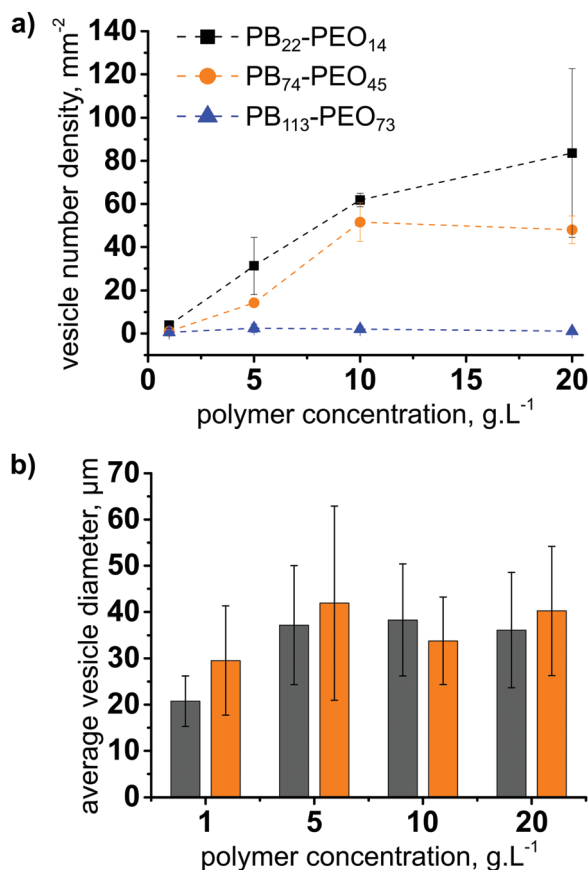 a)
PB₂₂-PEO₁₄
PB₇₄-PEO₄₅
PB₁₁₃-PEO₇₃
vesicle number density, mm⁻²
140
120
100
80
60
40
20
0
0 5 10 15 20
polymer concentration, g.L⁻¹
b)
average vesicle diameter, µm
70
60
50
40
30
20
10
0
1 5 10 20
polymer concentration, g.L⁻¹